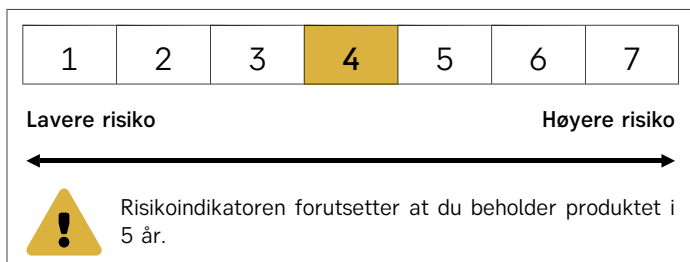 1 2 3 4 5 6 7
Lavere risiko Høyere risiko
Risikoindikatoren forutsetter at du beholder produktet i
5 år.